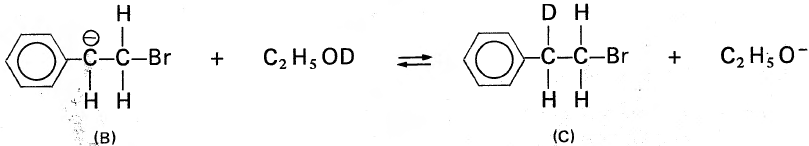 H D H
⊖
C–C–Br + C₂H₅OD ⇌ C–C–Br + C₂H₅O⁻
H H H H
(B) (C)